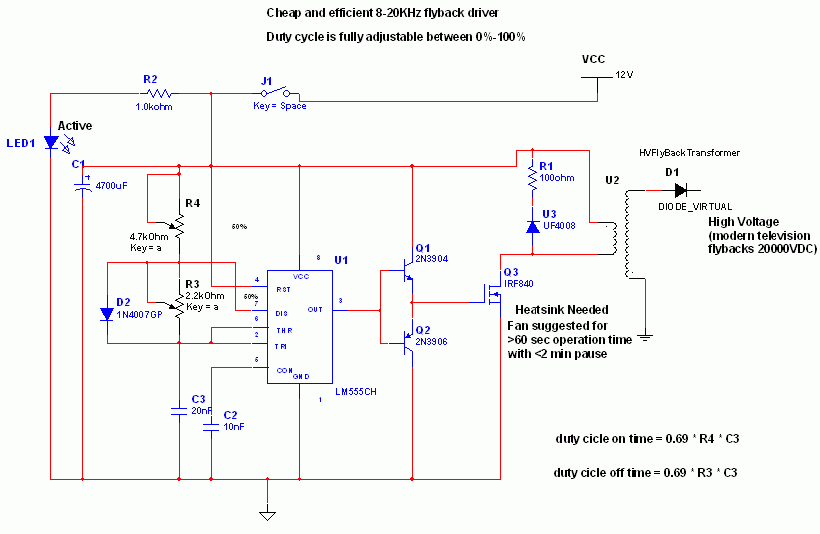 Cheap and efficient 8-20KHz flyback driver
Duty cycle is fully adjustable between 0%-100%
VCC
12V
R2
1.0kohm
J1
Key = Space
Active
LED1
C1
4700uF
R4
4.7kOhm
Key = a
50%
R3
2.2kOhm
Key = a
50%
D2
1N4007GP
U1
8
VCC
4
RST
7
DIS
6
THR
2
TRI
5
CON
GND
1
OUT
3
LM555CH
C3
20nF
C2
10nF
Q1
2N3904
Q2
2N3906
Q3
IRF840
R1
100ohm
U3
UF4008
U2
HVFlyBackTransformer
D1
DIODE_VIRTUAL
High Voltage
(modern television
flybacks 20000VDC)
Heatsink Needed
Fan suggested for
>60 sec operation time
with <2 min pause
duty cicle on time = 0.69 * R4 * C3
duty cicle off time = 0.69 * R3 * C3